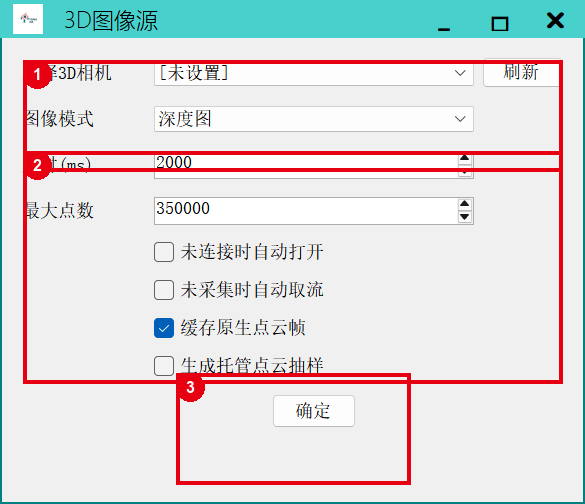 3D图像源
1 择3D相机 [未设置] 刷新
图像模式 深度图
2 时(ms) 2000
最大点数 350000
未连接时自动打开
未采集时自动取流
缓存原生点云帧
生成托管点云抽样
3
确定